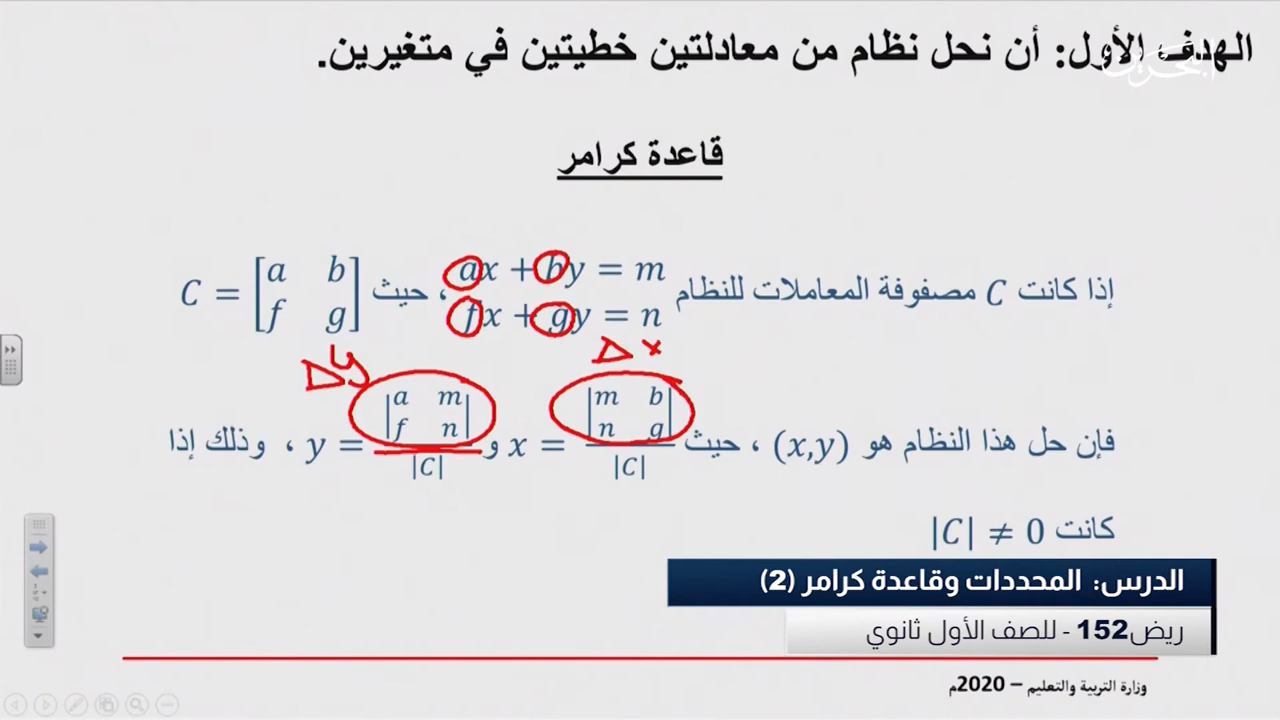 الهدف الأول: أن نحل نظام من معادلتين خطيتين في متغيرين.
البحرين
قاعدة كرامر
إذا كانت C مصفوفة المعاملات للنظام ax + by = m ، حيث C = [a b
fx + gy = n f g]
Δy Δx
فإن حل هذا النظام هو (x,y) ، حيث x = |m b n g| / |C| و y = |a m f n| / |C| ، وذلك إذا
كانت |C| ≠ 0
الدرس: المحددات وقاعدة كرامر (2)
ريض152 - للصف الأول ثانوي
وزارة التربية والتعليم – 2020م